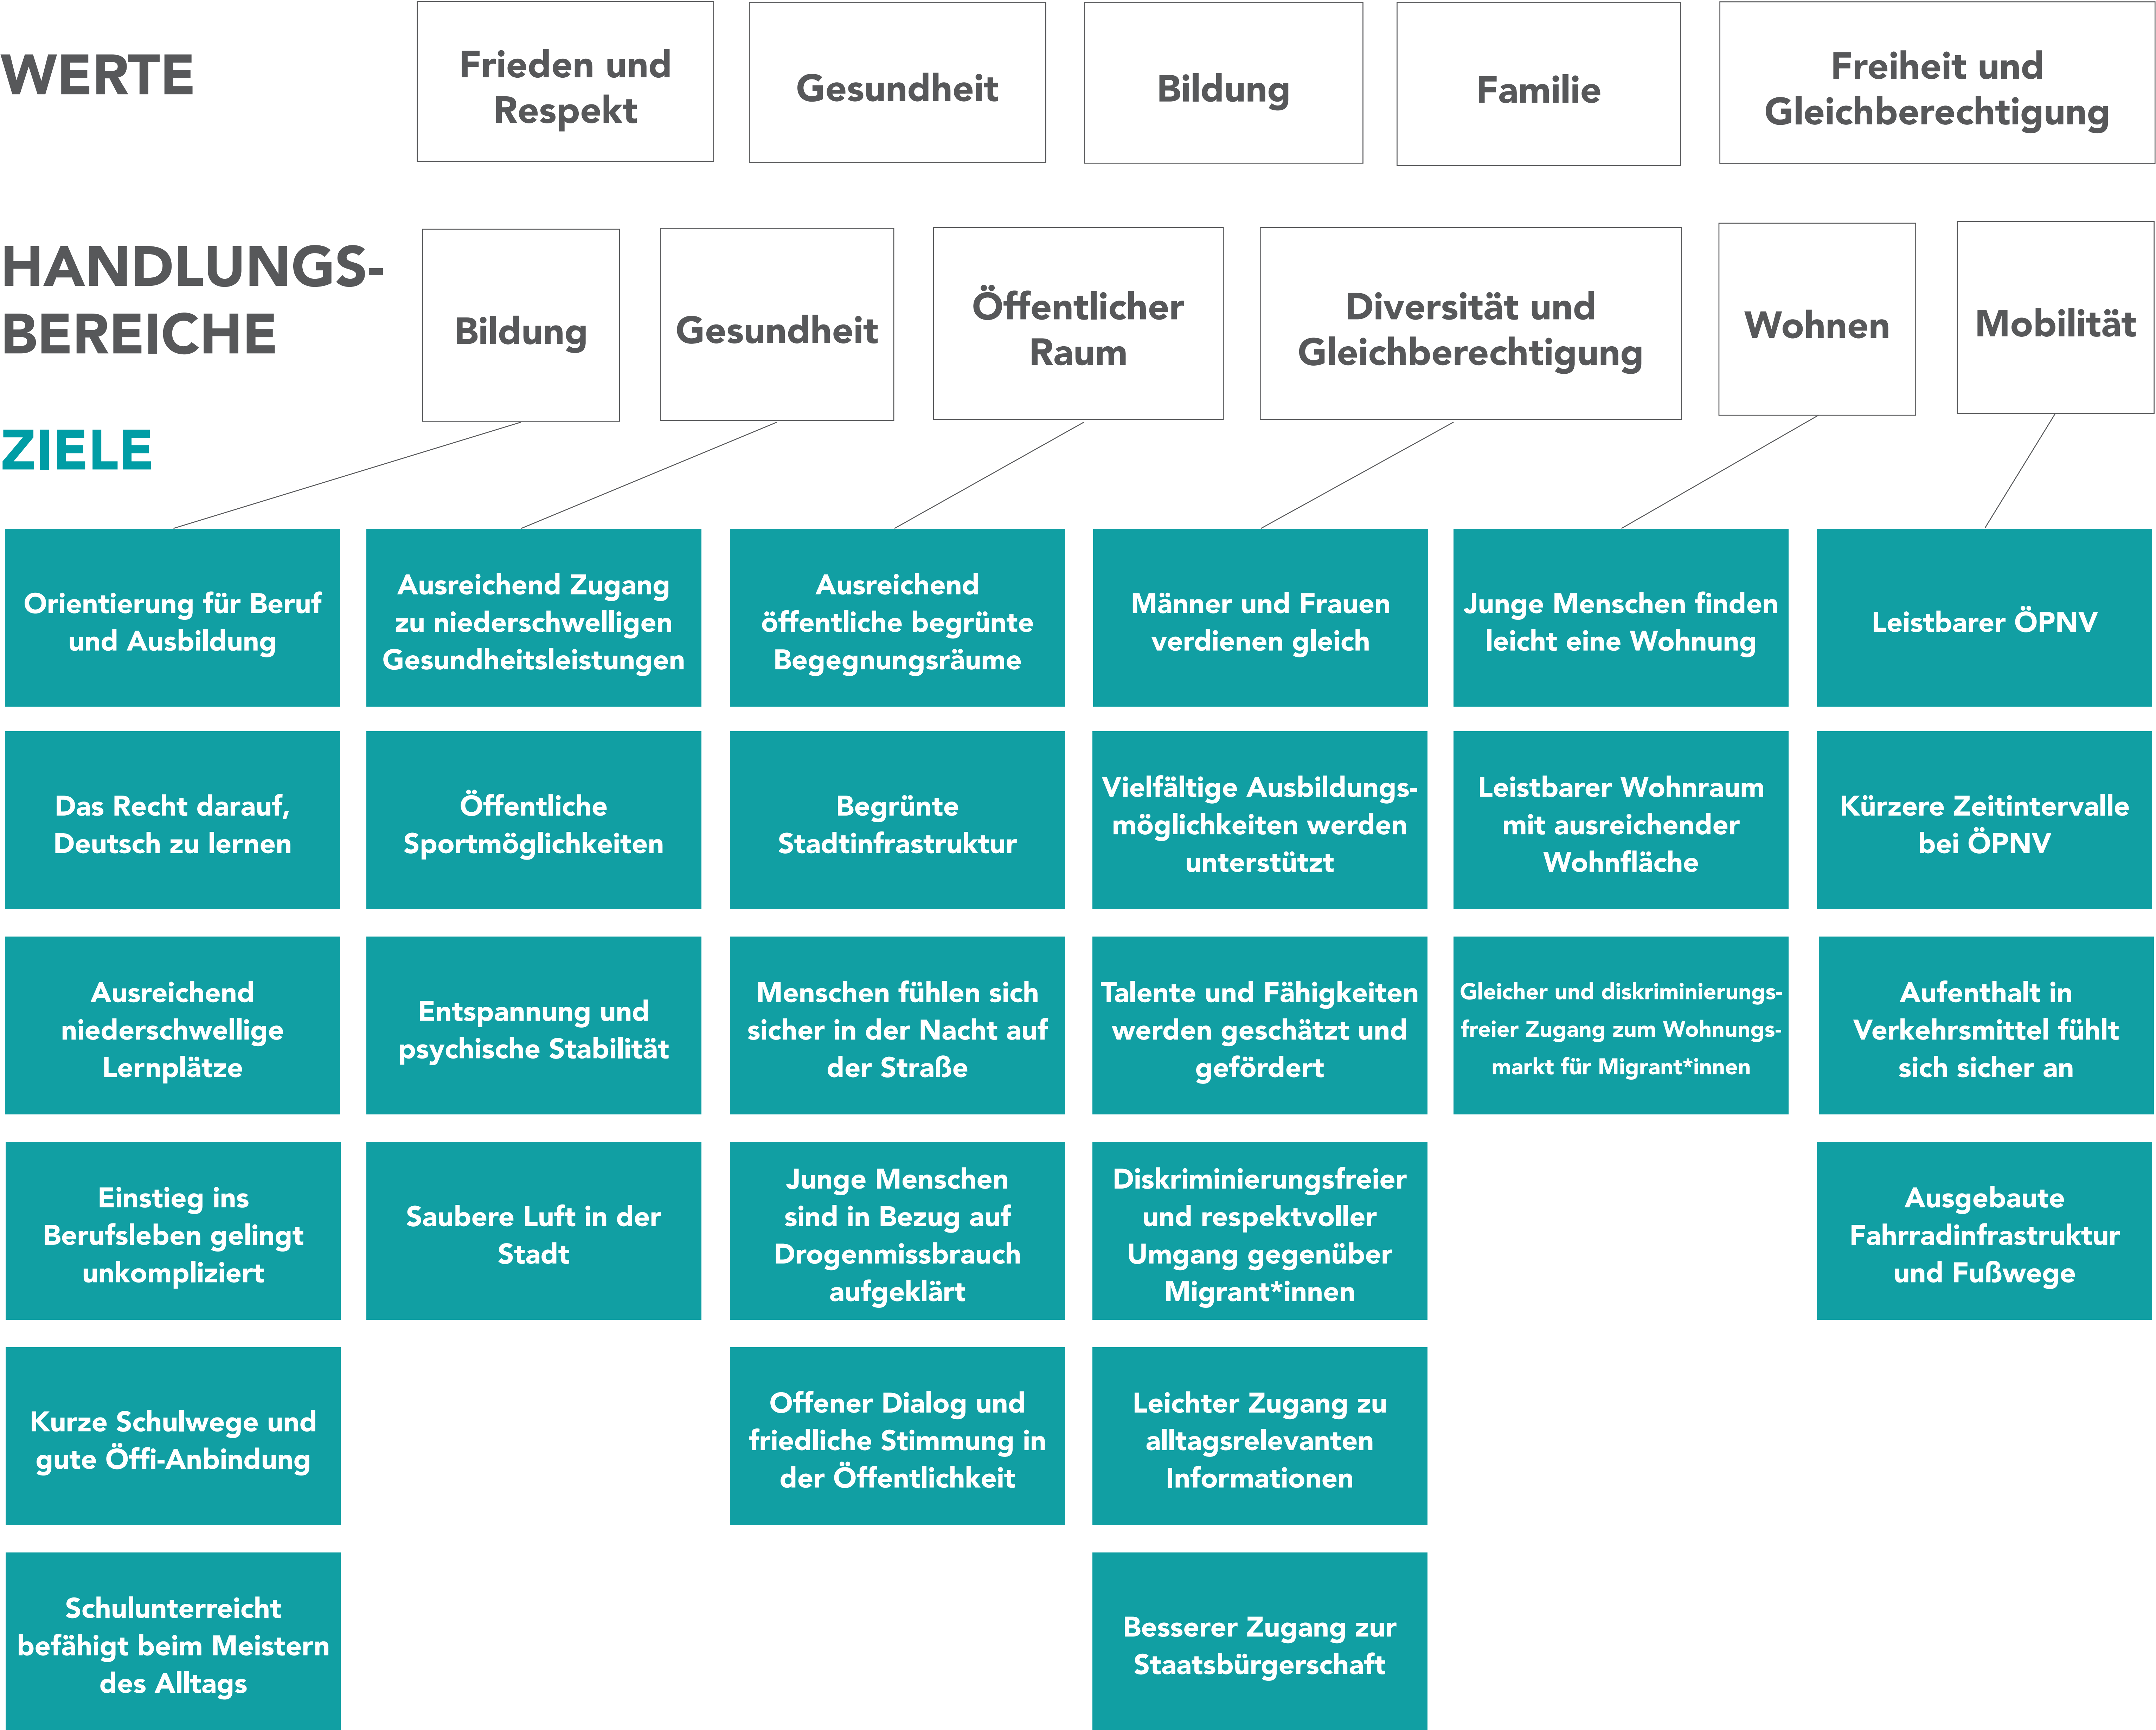 WERTE
Frieden und
Respekt
Gesundheit
Bildung
Familie
Freiheit und
Gleichberechtigung
HANDLUNGS-
BEREICHE
Bildung
Gesundheit
Öffentlicher
Raum
Diversität und
Gleichberechtigung
Wohnen
Mobilität
ZIELE
Orientierung für Beruf
und Ausbildung
Ausreichend Zugang
zu niederschwelligen
Gesundheitsleistungen
Ausreichend
öffentliche begrünte
Begegnungsräume
Männer und Frauen
verdienen gleich
Junge Menschen finden
leicht eine Wohnung
Leistbarer ÖPNV
Das Recht darauf,
Deutsch zu lernen
Öffentliche
Sportmöglichkeiten
Begrünte
Stadtinfrastruktur
Vielfältige Ausbildungs-
möglichkeiten werden
unterstützt
Leistbarer Wohnraum
mit ausreichender
Wohnfläche
Kürzere Zeitintervalle
bei ÖPNV
Ausreichend
niederschwellige
Lernplätze
Entspannung und
psychische Stabilität
Menschen fühlen sich
sicher in der Nacht auf
der Straße
Talente und Fähigkeiten
werden geschätzt und
gefördert
Gleicher und diskriminierungs-
freier Zugang zum Wohnungs-
markt für Migrant*innen
Aufenthalt in
Verkehrsmittel fühlt
sich sicher an
Einstieg ins
Berufsleben gelingt
unkompliziert
Saubere Luft in der
Stadt
Junge Menschen
sind in Bezug auf
Drogenmissbrauch
aufgeklärt
Diskriminierungsfreier
und respektvoller
Umgang gegenüber
Migrant*innen
Ausgebaute
Fahrradinfrastruktur
und Fußwege
Kurze Schulwege und
gute Öffi-Anbindung
Offener Dialog und
friedliche Stimmung in
der Öffentlichkeit
Leichter Zugang zu
alltagsrelevanten
Informationen
Schulunterreicht
befähigt beim Meistern
des Alltags
Besserer Zugang zur
Staatsbürgerschaft